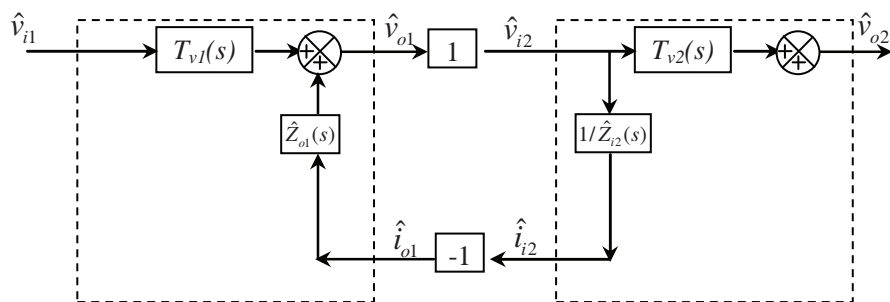 v̂ᵢ₁ Tᵥ₁(s) + + v̂ₒ₁ 1 v̂ᵢ₂ Tᵥ₂(s) + + v̂ₒ₂
Ẑₒ₁(s) 1/Ẑᵢ₂(s)
îₒ₁ -1 îᵢ₂